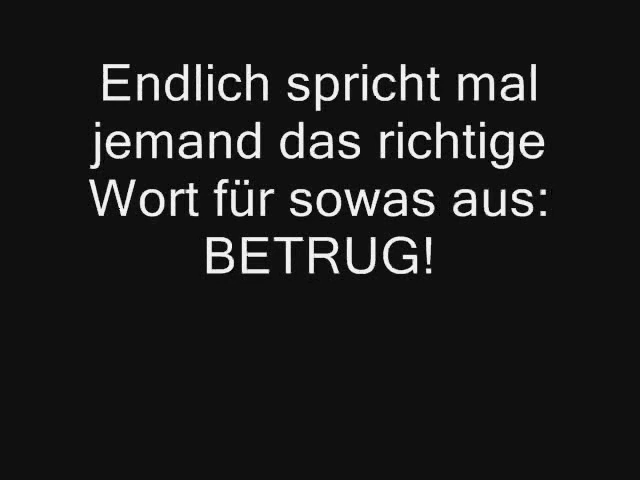 Endlich spricht mal
jemand das richtige
Wort für sowas aus:
BETRUG!